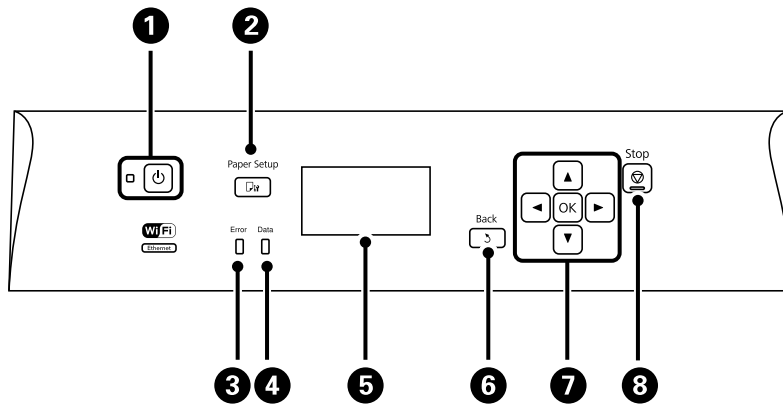 1 2
Paper Setup
Stop
OK
Back
WiFi
Ethernet
Error Data
3 4 5 6 7 8